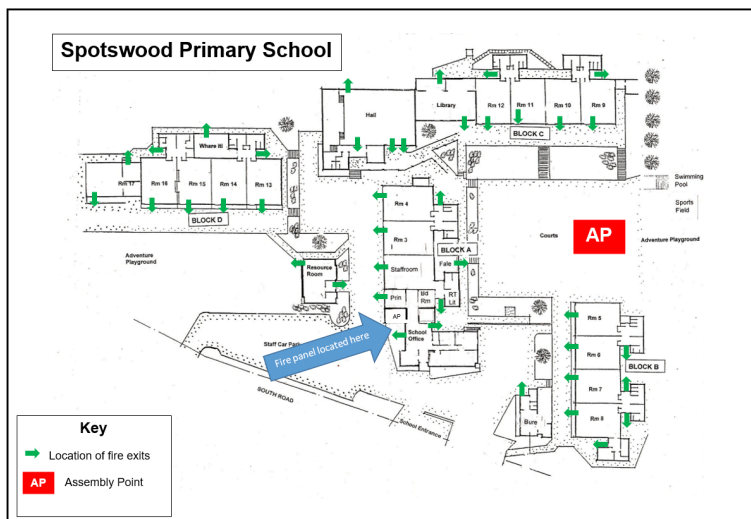 Spotswood Primary School
Hall
Library
Rm 12
Rm 11
Rm 10
Rm 9
BLOCK C
Whare Iti
Rm 17
Rm 16
Rm 15
Rm 14
Rm 13
BLOCK D
Swimming
Pool
Sports
Field
Rm 4
Rm 3
BLOCK A
Courts
AP
Adventure Playground
Adventure
Playground
Resource
Room
Staffroom
Fale
Prin
Bd
Rm
RT
Lit
AP
School
Office
Rm 5
Rm 6
BLOCK B
Rm 7
Rm 8
Staff Car Park
Fire panel located here
SOUTH ROAD
School Entrance
Bure
Key
Location of fire exits
AP
Assembly Point